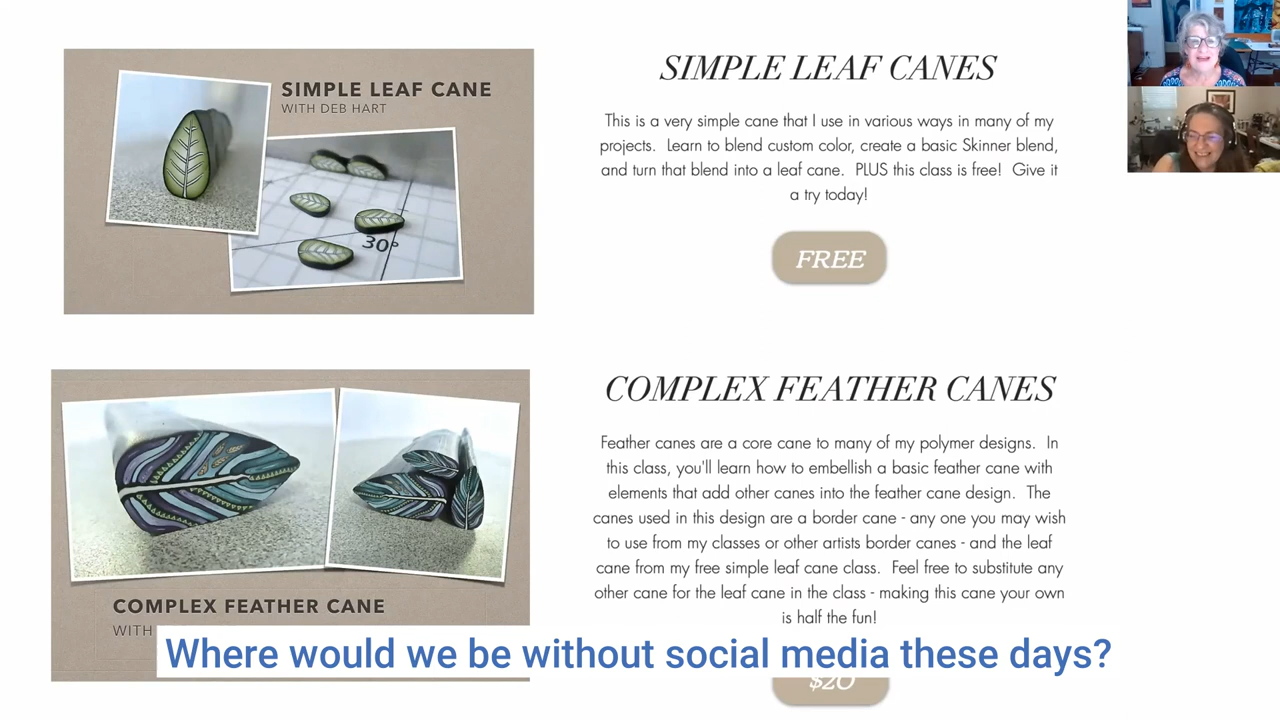 SIMPLE LEAF CANE
WITH DEB HART
30°
SIMPLE LEAF CANES
This is a very simple cane that I use in various ways in many of my
projects. Learn to blend custom color, create a basic Skinner blend,
and turn that blend into a leaf cane. PLUS this class is free! Give it
a try today!
FREE
COMPLEX FEATHER CANE
WITH
COMPLEX FEATHER CANES
Feather canes are a core cane to many of my polymer designs. In
this class, you'll learn how to embellish a basic feather cane with
elements that add other canes into the feather cane design. The
canes used in this design are a border cane - any one you may wish
to use from my classes or other artists border canes - and the leaf
cane from my free simple leaf cane class. Feel free to substitute any
other cane for the leaf cane in the class - making this cane your own
is half the fun!
$20
Where would we be without social media these days?